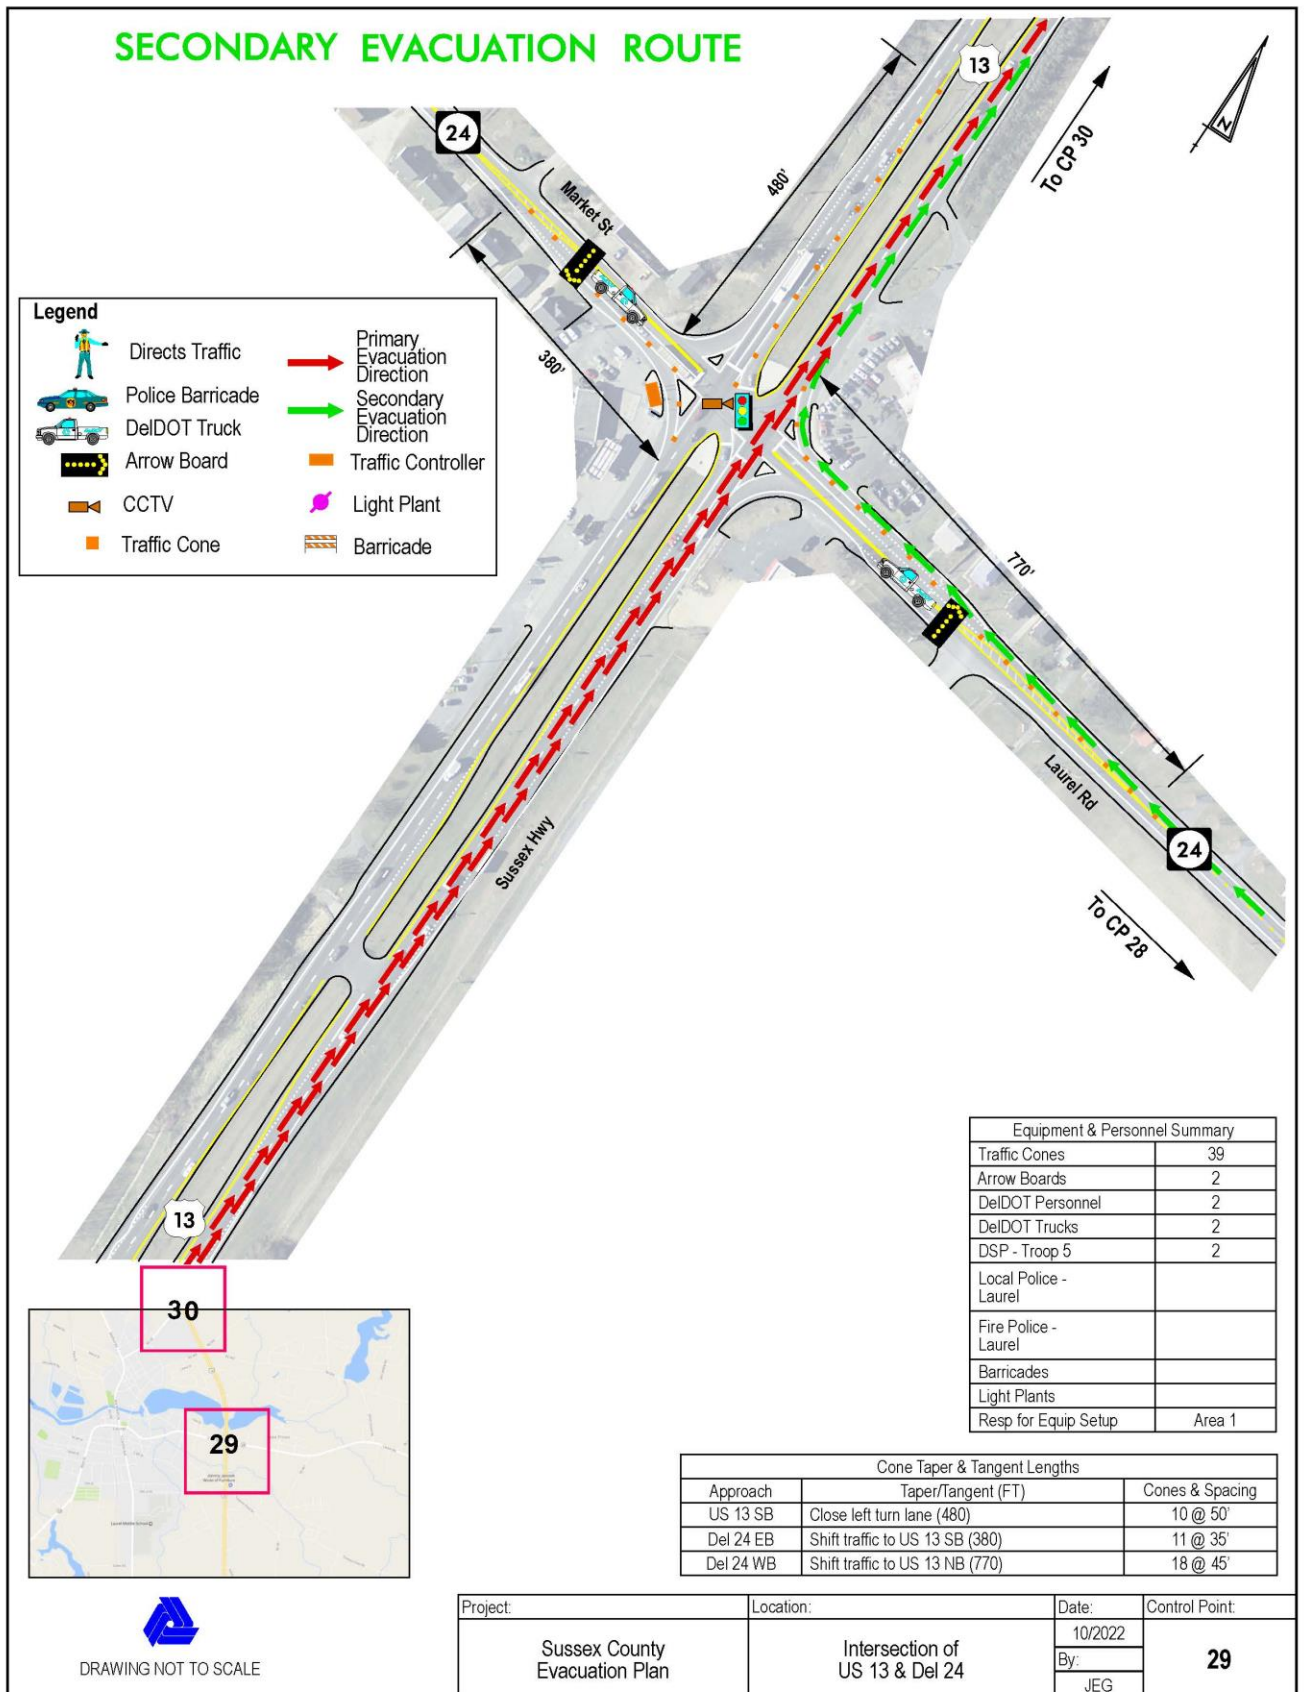 SECONDARY EVACUATION ROUTE
13
24
To CP 30
N
480'
Market St
Legend
Directs Traffic
Police Barricade
DelDOT Truck
Arrow Board
CCTV
Traffic Cone
Primary
Evacuation
Direction
Secondary
Evacuation
Direction
Traffic Controller
Light Plant
Barricade
380'
770'
Laurel Rd
24
To CP 28
Sussex Hwy
13
30
29
Equipment & Personnel Summary
Traffic Cones 39
Arrow Boards 2
DelDOT Personnel 2
DelDOT Trucks 2
DSP - Troop 5 2
Local Police -
Laurel
Fire Police -
Laurel
Barricades
Light Plants
Resp for Equip Setup Area 1
Cone Taper & Tangent Lengths
Approach Taper/Tangent (FT) Cones & Spacing
US 13 SB Close left turn lane (480) 10 @ 50'
Del 24 EB Shift traffic to US 13 SB (380) 11 @ 35'
Del 24 WB Shift traffic to US 13 NB (770) 18 @ 45'
DRAWING NOT TO SCALE
Project: Location: Date: Control Point:
Sussex County
Evacuation Plan
Intersection of
US 13 & Del 24
10/2022
By:
JEG
29